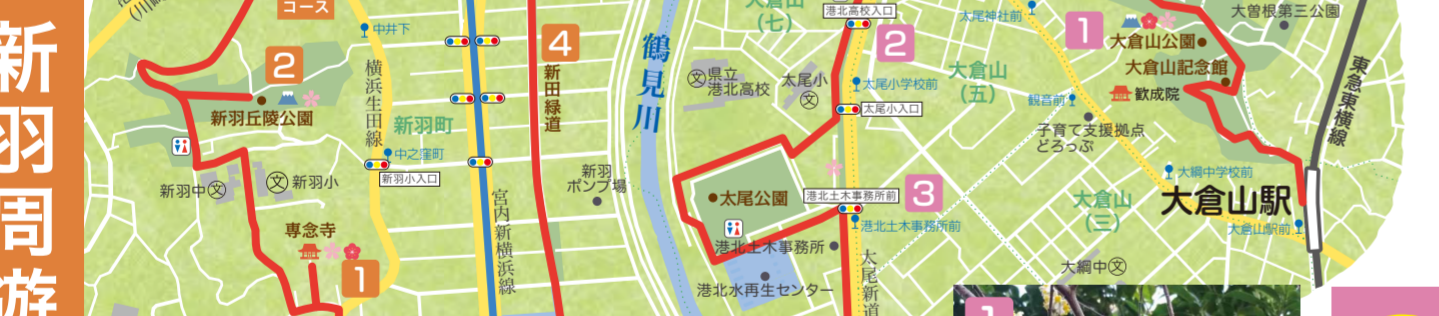 新羽周遊
コース
中井下
2
新羽丘陵公園
横浜生田線
新羽町
中之窪町
新羽小入口
新羽中文
文新羽小
専念寺
1
4
新田緑道
宮内新横浜線
新羽
ポンプ場
鶴見川
大倉山
(七)
港北高校入口
2
文県立
港北高校
太尾小
文
太尾小学校前
太尾小入口
大倉山
(五)
太尾公園
港北土木事務所前
3
港北土木事務所前
港北土木事務所
港北水再生センター
太尾新道
太尾神社前
1
大倉山公園
大倉山記念館
歓成院
観音前
子育て支援拠点
どろっぷ
大曽根第三公園
東急東横線
大綱中学校前
大倉山駅
大倉山駅前
大倉山
(三)
大綱中文
1